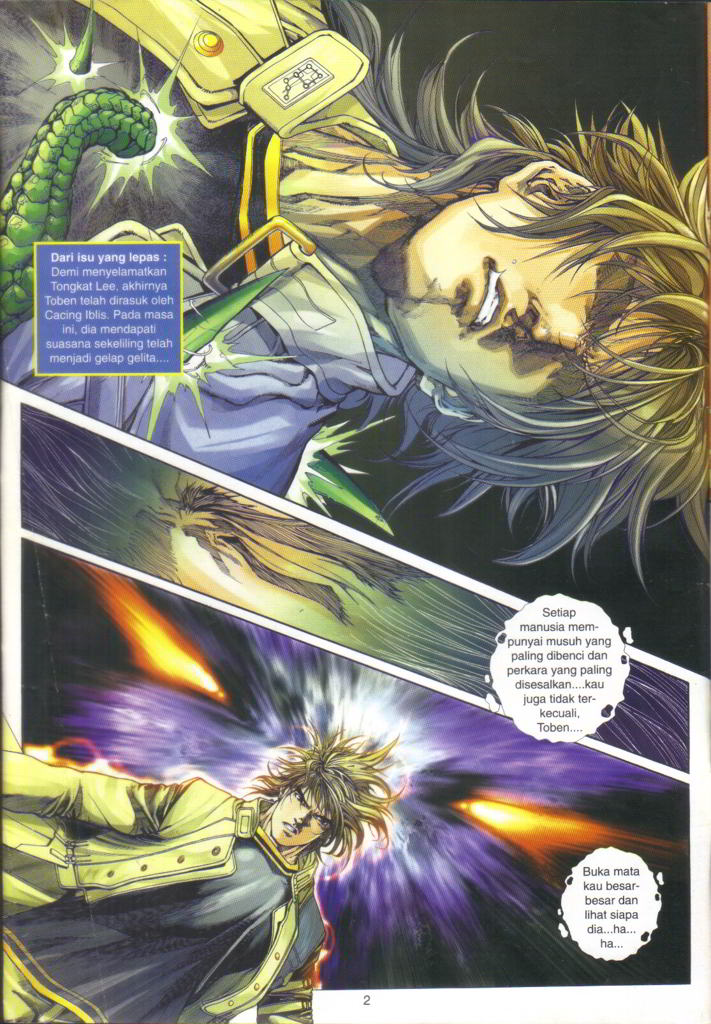 Dari isu yang lepas :
Demi menyelamatkan
Tongkat Lee, akhirnya
Toben telah dirasuk oleh
Cacing Iblis. Pada masa
ini, dia mendapati
suasana sekeliling telah
menjadi gelap gelita....
Setiap
manusia mem-
punyai musuh yang
paling dibenci dan
perkara yang paling
disesalkan....kau
juga tidak ter-
kecuali,
Toben....
Buka mata
kau besar-
besar dan
lihat siapa
dia...ha...
ha...
2